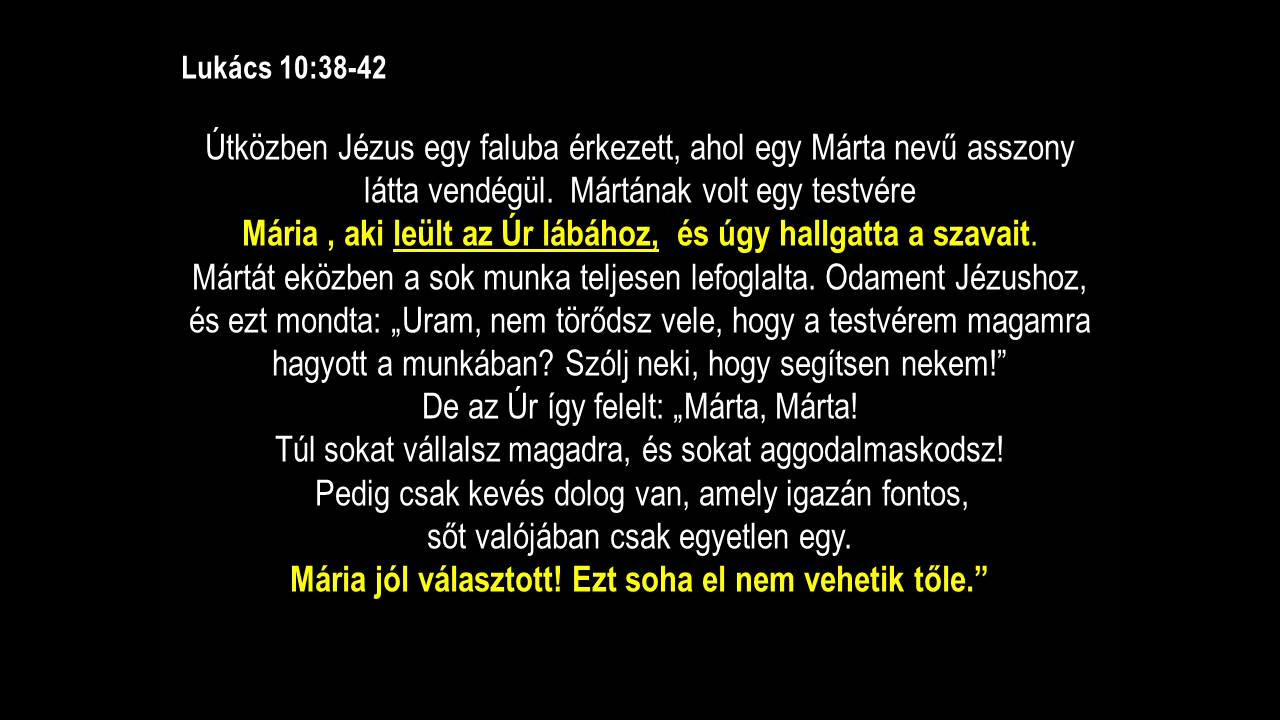 Lukács 10:38-42
Útközben Jézus egy faluba érkezett, ahol egy Márta nevű asszony
látta vendégül.  Mártának volt egy testvére
Mária , aki leült az Úr lábához,  és úgy hallgatta a szavait.
Mártát eközben a sok munka teljesen lefoglalta. Odament Jézushoz,
és ezt mondta: „Uram, nem törődsz vele, hogy a testvérem magamra
hagyott a munkában? Szólj neki, hogy segítsen nekem!”
De az Úr így felelt: „Márta, Márta!
Túl sokat vállalsz magadra, és sokat aggodalmaskodsz!
Pedig csak kevés dolog van, amely igazán fontos,
sőt valójában csak egyetlen egy.
Mária jól választott! Ezt soha el nem vehetik tőle.”